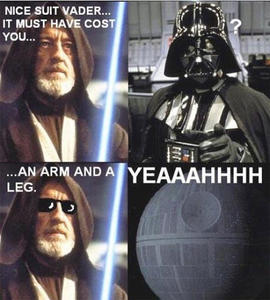 NICE SUIT VADER...
IT MUST HAVE COST
YOU...
?
...AN ARM AND A
LEG.
YEAAAHHHH